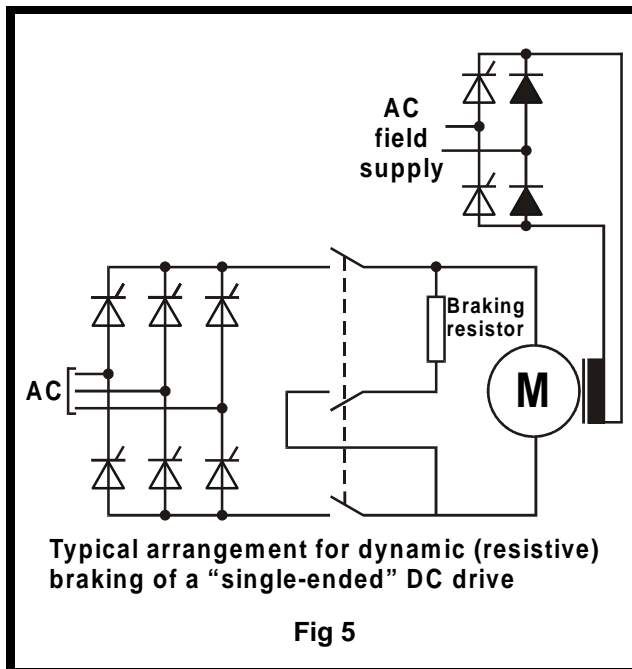 AC
field
supply
Braking
resistor
AC
M
Typical arrangement for dynamic (resistive)
braking of a “single-ended” DC drive
Fig 5